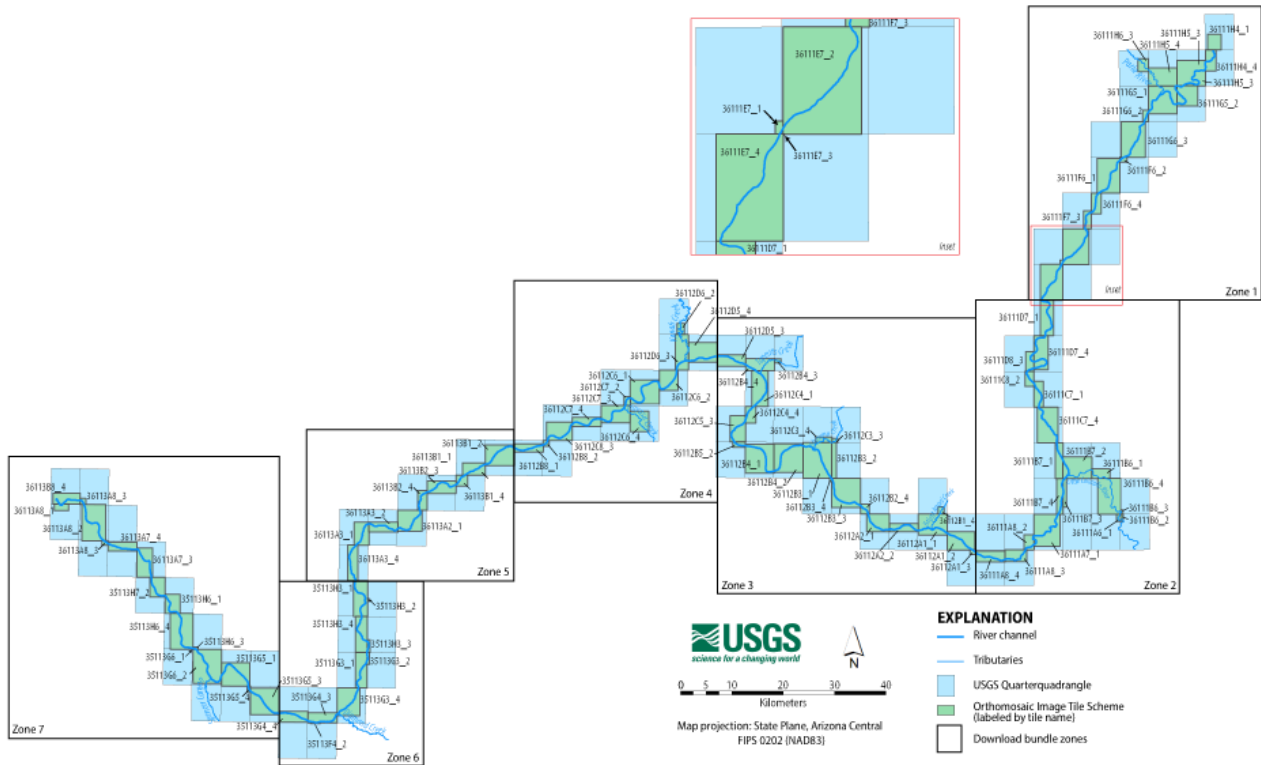 36111F7_3
36111E7_2
36111E7_1
36111E7_3
36111E7_4
36111D7_1
Inset
36111H4_1
36111H6_3
36111H5_3
36111H5_4
36111H4_4
36111H5_3
36111G5_1
36111G5_2
36111G6_2
36111G6_3
36111F6_2
36111F6_1
36111F6_4
36111F7_3
Inset
Zone 1
36111D7_1
36111D7_4
36111D8_3
36111C8_2
36111C7_1
36111C7_4
36111B7_1
36111B7_2
36111B6_1
36111B6_4
36111B7_4
36111B7_3
36111B6_3
36111B6_2
36111A6_1
36111A8_2
36111A7_1
36111A8_3
36111A8_4
Zone 2
36112D5_3
36112B4_3
36112B4_4
36112C4_1
36112C4_4
36112C5_3
36112C3_4
36112C3_3
36112B5_2
36112B3_2
36112B4_1
36112B4_2
36112B3_1
36112B3_4
36112B3_3
36112B2_4
36112B1_4
36112A2_1
36112A2_2
36112A1_1
36112A1_2
36112A1_3
Zone 3
36112D6_2
36112D5_4
36112D6_3
36112C6_1
36112C7_2
36112C7_3
36112C6_2
36112C7_4
36112C6_4
36112C8_3
36112B8_2
36112B8_1
Zone 4
36113B1_2
36113B1_1
36113B2_3
36113B2_4
36113B1_4
36113A3_2
36113A2_1
36113A3_1
36113A3_4
Zone 5
35113H3_1
35113H3_2
35113H3_4
35113H3_3
35113G3_1
35113G3_2
35113G4_3
35113G3_4
35113F4_2
Zone 6
36113B8_4
36113A8_3
36113A8_1
36113A8_2
36113A7_4
36113A8_3
36113A7_3
35113H7_2
35113H6_1
35113H6_4
35113H6_3
35113G6_1
35113G5_1
35113G6_2
35113G5_3
35113G5_4
35113G4_4
Zone 7
USGS
science for a changing world
N
0 10 20 30 40
Kilometers
Map projection: State Plane, Arizona Central
FIPS 0202 (NAD83)
EXPLANATION
River channel
Tributaries
USGS Quarterquadrangle
Orthomosaic Image Tile Scheme
(labeled by tile name)
Download bundle zones